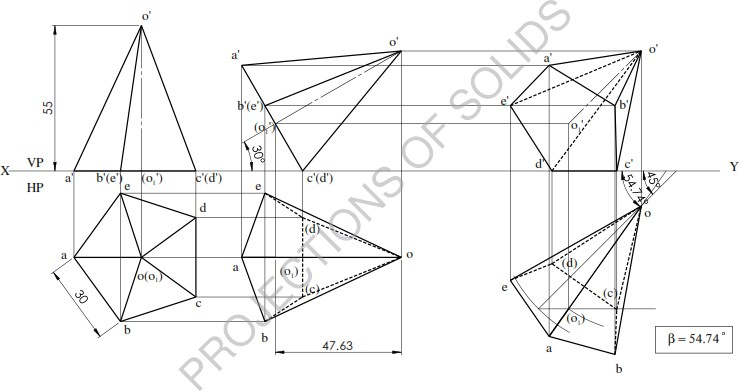 o'
o'
o'
a'
a'
55
b'(e')
e'
b'
(o₁')
o₁'
30°
X
VP
HP
Y
a'
b'(e')
(o₁')
c'(d')
c'(d')
d'
c'
54.74°
45°
e
e
d
(d)
o
a
o(o₁)
a
(o₁)
o
(d)
e
(c)
c
(c)
(o₁)
30
b
b
a
b
47.63
β = 54.74°
PROJECTIONS OF SOLIDS